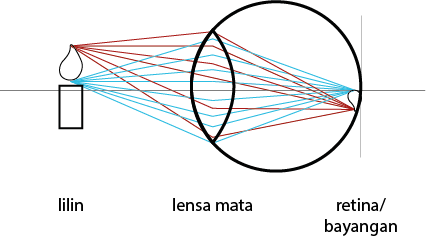 lilin
lensa mata
retina/
bayangan